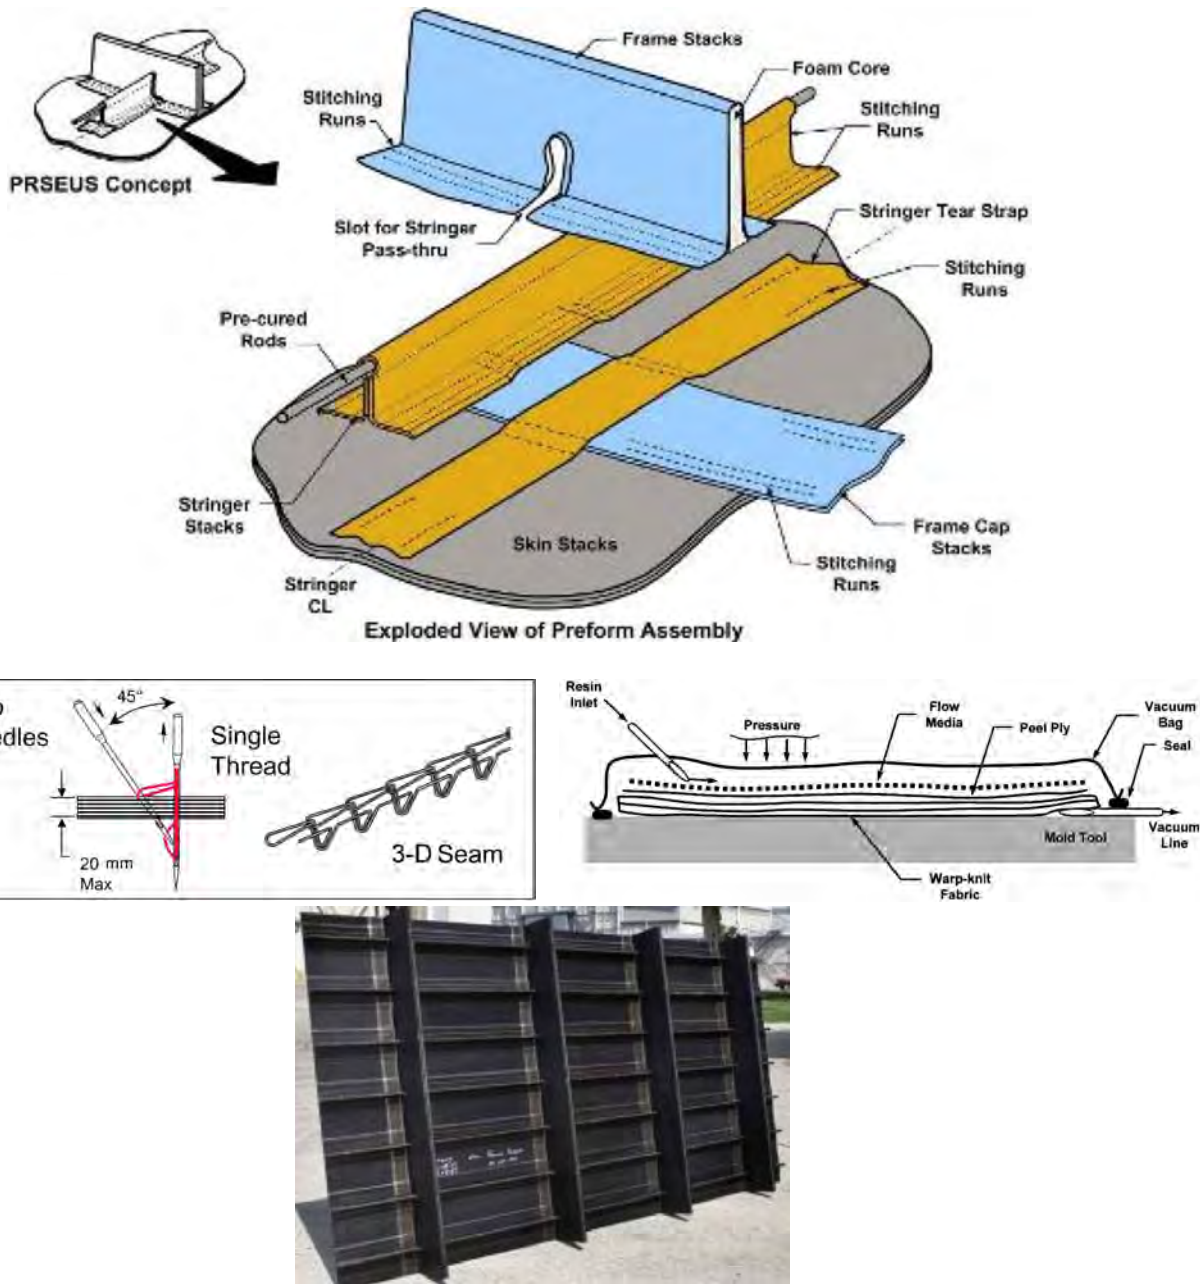 Frame Stacks
Foam Core
Stitching
Runs
Stitching
Runs
PRSEUS Concept
Slot for Stringer
Pass-thru
Stringer Tear Strap
Stitching
Runs
Pre-cured
Rods
Stringer
Stacks
Skin Stacks
Frame Cap
Stacks
Stitching
Runs
Stringer
CL
Exploded View of Preform Assembly
45°
Single
Thread
3-D Seam
20 mm
Max
Resin
Inlet
Pressure
Flow
Media
Peel Ply
Vacuum
Bag
Seal
Mold Tool
Vacuum
Line
Warp-knit
Fabric